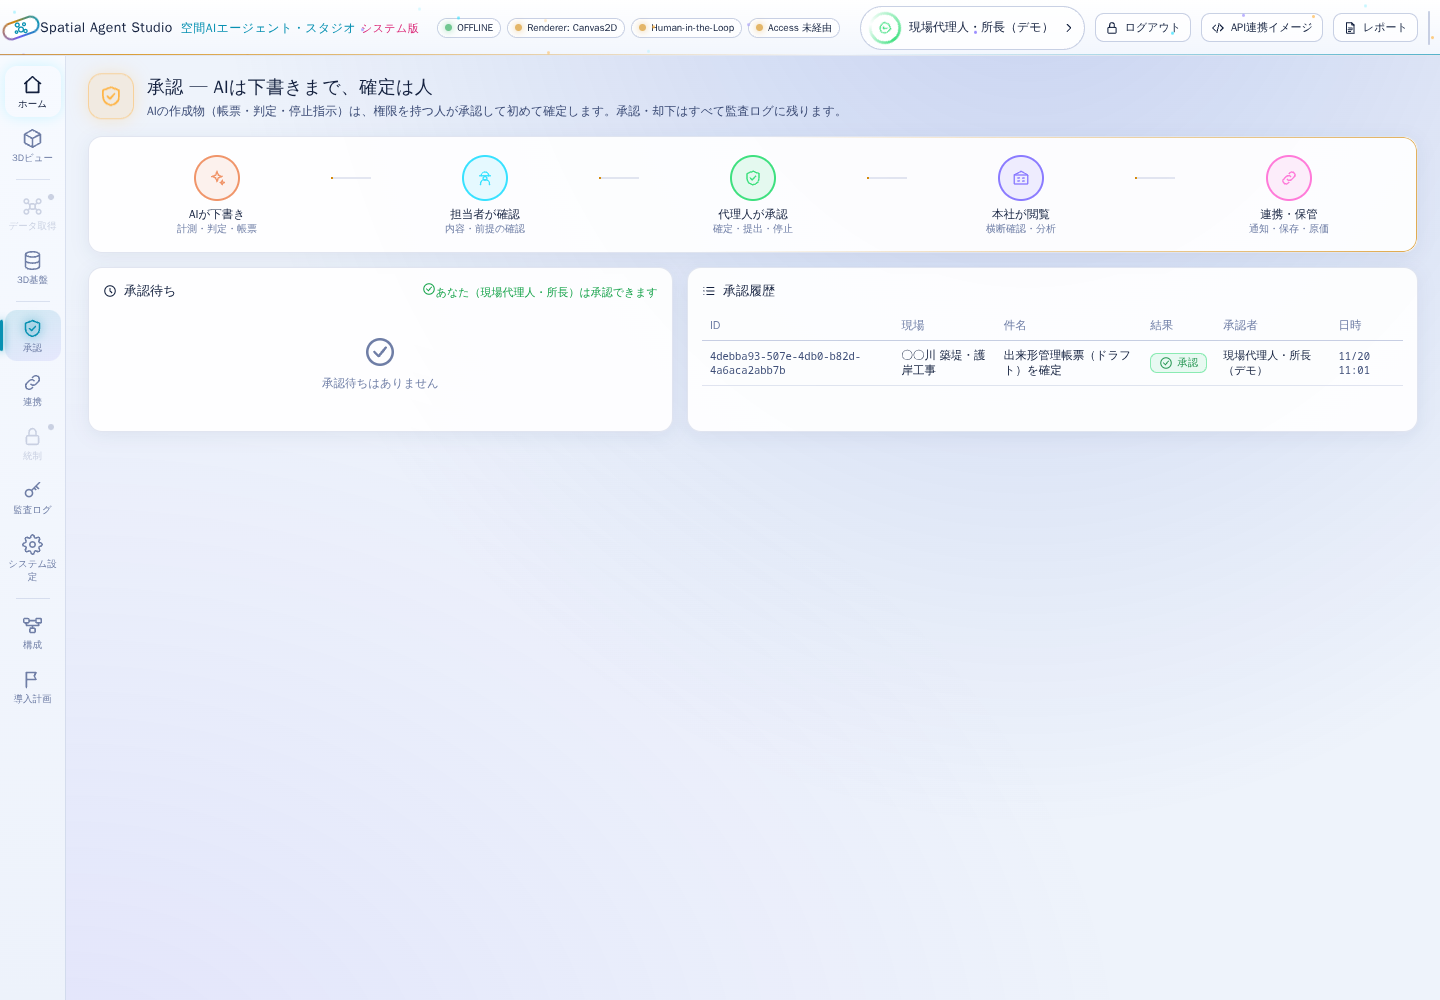 Spatial Agent Studio 空間AIエージェント・スタジオ システム版
OFFLINE
Renderer: Canvas2D
Human-in-the-Loop
Access 未経由
現場代理人・所長（デモ）
ログアウト
API連携イメージ
レポート
ホーム
3Dビュー
データ取得
3D基盤
承認
連携
統制
監査ログ
システム設
定
構成
導入計画
承認 — AIは下書きまで、確定は人
AIの作成物（帳票・判定・停止指示）は、権限を持つ人が承認して初めて確定します。承認・却下はすべて監査ログに残ります。
AIが下書き
計測・判定・帳票
担当者が確認
内容・前提の確認
代理人が承認
確定・提出・停止
本社が閲覧
横断確認・分析
連携・保管
通知・保存・原価
承認待ち
あなた（現場代理人・所長）は承認できます
承認待ちはありません
承認履歴
ID 現場 件名 結果 承認者 日時
4debba93-507e-4db0-b82d-
4a6aca2abb7b
〇〇川 築堤・護
岸工事
出来形管理帳票（ドラフ
ト）を確定
承認
現場代理人・所長
（デモ）
11/20
11:01